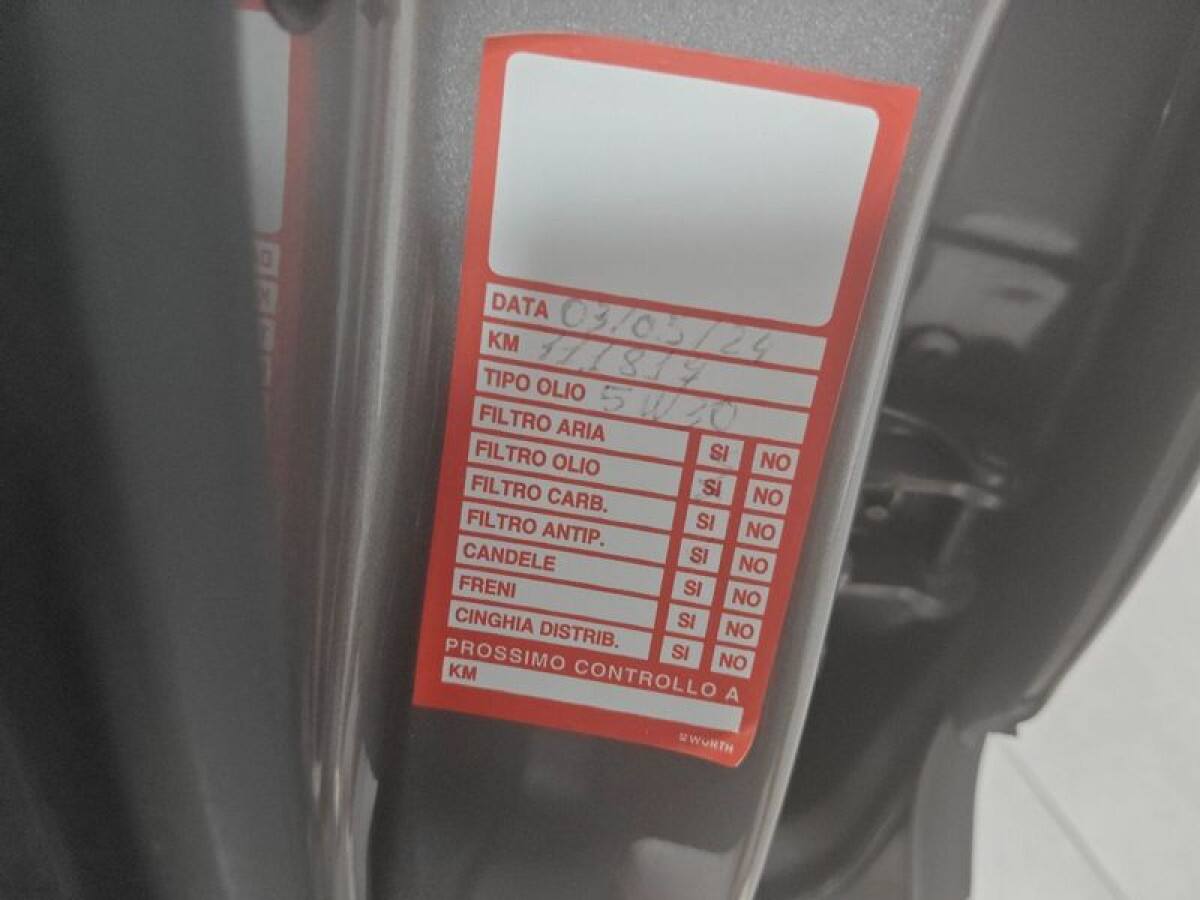 DATA 03/05/24
KM 111817
TIPO OLIO 5W30
FILTRO ARIA SI NO
FILTRO OLIO SI NO
FILTRO CARB. SI NO
FILTRO ANTIP. SI NO
CANDELE SI NO
FRENI SI NO
CINGHIA DISTRIB. SI NO
PROSSIMO CONTROLLO A
KM
WÜRTH